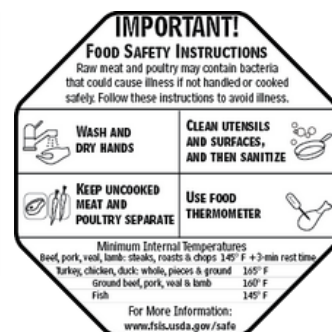 IMPORTANT!
FOOD SAFETY INSTRUCTIONS
Raw meat and poultry may contain bacteria
that could cause illness if not handled or cooked
safely. Follow these instructions to avoid illness.
WASH AND
DRY HANDS
CLEAN UTENSILS
AND SURFACES,
AND THEN SANITIZE
KEEP UNCOOKED
MEAT AND
POULTRY SEPARATE
USE FOOD
THERMOMETER
Minimum Internal Temperatures
Beef, pork, veal, lamb: steaks, roasts & chops 145° F +3-min rest time
Turkey, chicken, duck: whole, pieces & ground 165° F
Ground beef, pork, veal & lamb 160° F
Fish 145° F
For More Information:
www.fsis.usda.gov/safe